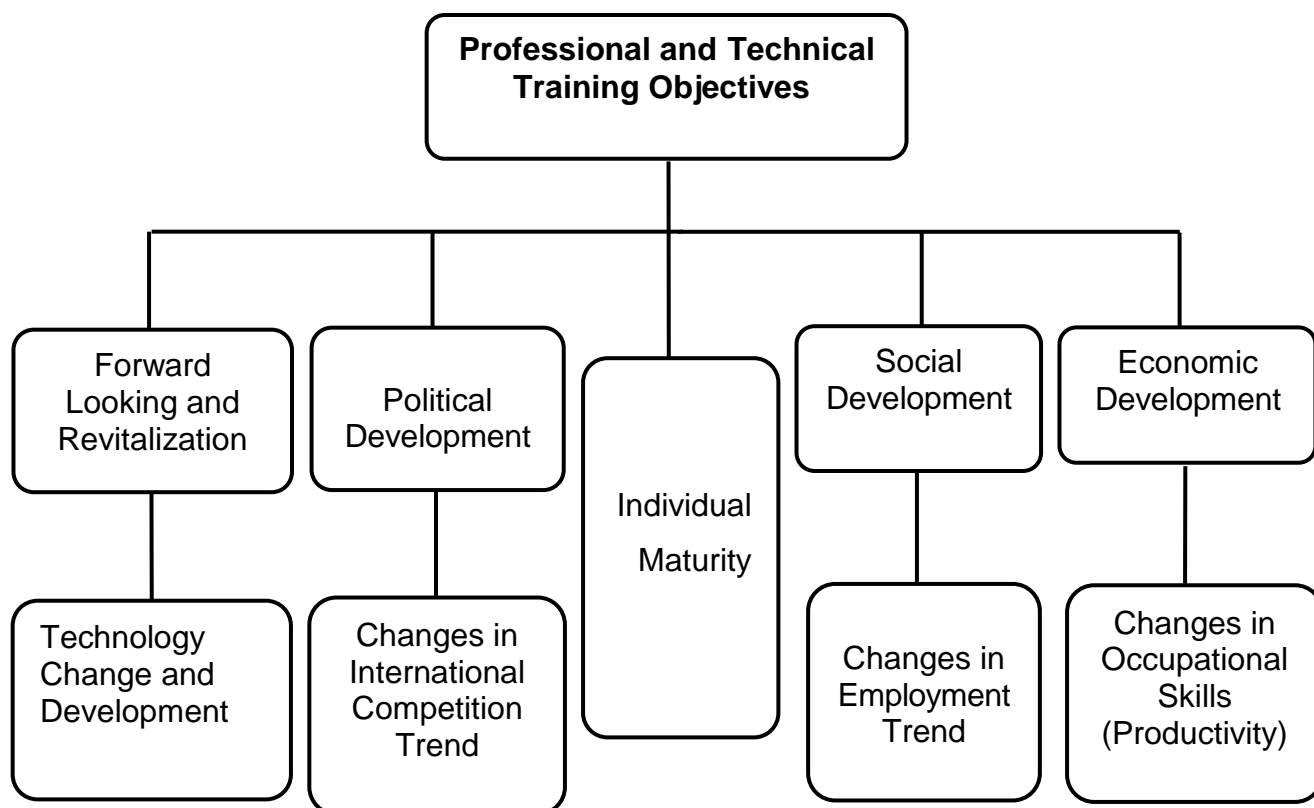 Professional and Technical
Training Objectives
Forward
Looking and
Revitalization
Political
Development
Individual
Maturity
Social
Development
Economic
Development
Technology
Change and
Development
Changes in
International
Competition
Trend
Changes in
Employment
Trend
Changes in
Occupational
Skills
(Productivity)